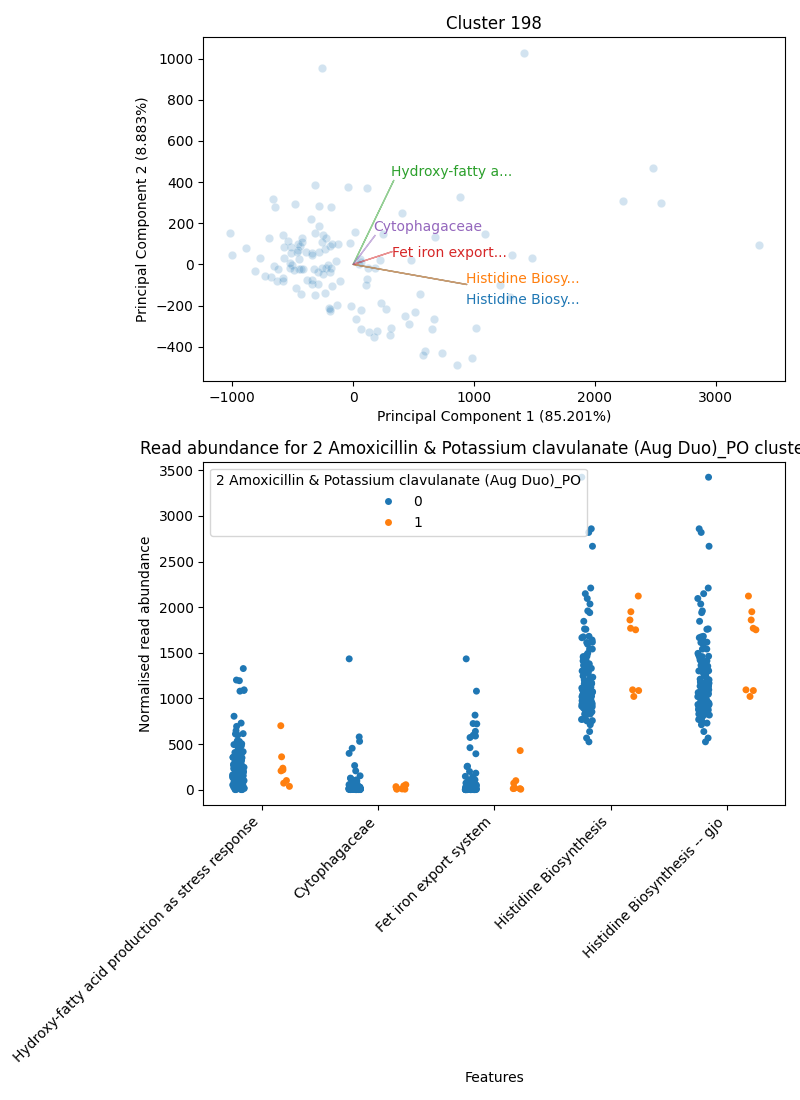 Cluster 198
Principal Component 2 (8.883%)
1000
800
600
400
200
0
−200
−400
Hydroxy-fatty a...
Cytophagaceae
Fet iron export...
Histidine Biosy...
Histidine Biosy...
−1000
0
1000
2000
3000
Principal Component 1 (85.201%)
Read abundance for 2 Amoxicillin & Potassium clavulanate (Aug Duo)_PO cluste
Normalised read abundance
3500
3000
2500
2000
1500
1000
500
0
2 Amoxicillin & Potassium clavulanate (Aug Duo)_PO
0
1
Hydroxy-fatty acid production as stress response
Cytophagaceae
Fet iron export system
Histidine Biosynthesis
Histidine Biosynthesis -- gjo
Features